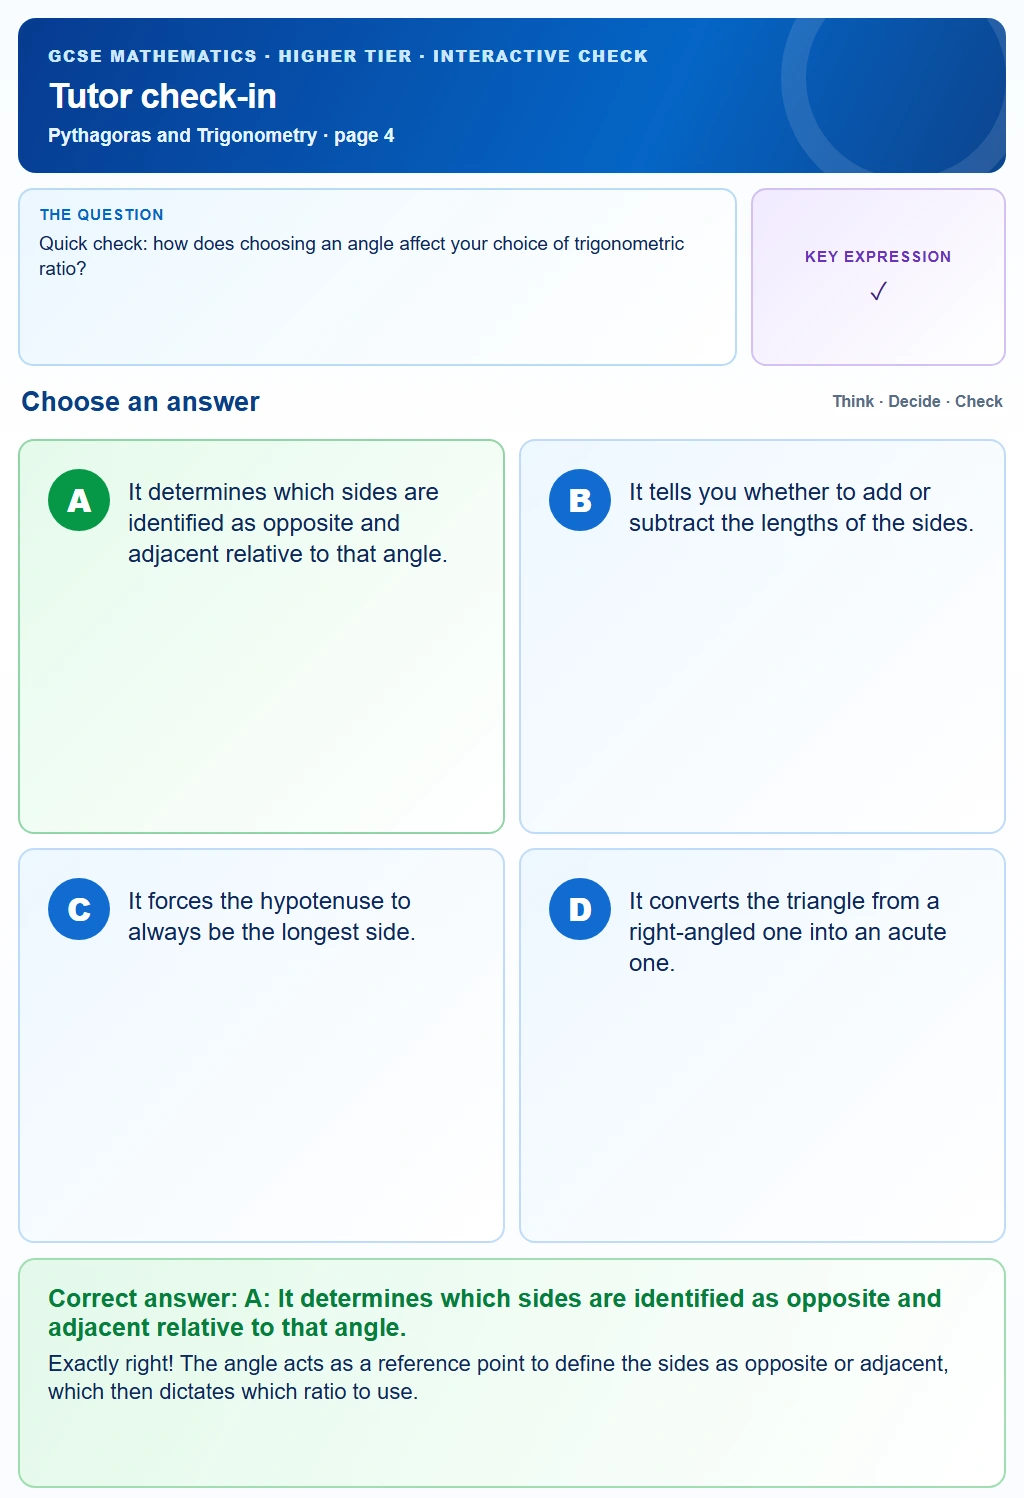 GCSE MATHEMATICS · HIGHER TIER · INTERACTIVE CHECK
Tutor check-in
Pythagoras and Trigonometry · page 4
THE QUESTION
Quick check: how does choosing an angle affect your choice of trigonometric
ratio?
KEY EXPRESSION
✓
Choose an answer
Think · Decide · Check
A
It determines which sides are
identified as opposite and
adjacent relative to that angle.
B
It tells you whether to add or
subtract the lengths of the sides.
C
It forces the hypotenuse to
always be the longest side.
D
It converts the triangle from a
right-angled one into an acute
one.
Correct answer: A: It determines which sides are identified as opposite and
adjacent relative to that angle.
Exactly right! The angle acts as a reference point to define the sides as opposite or adjacent,
which then dictates which ratio to use.